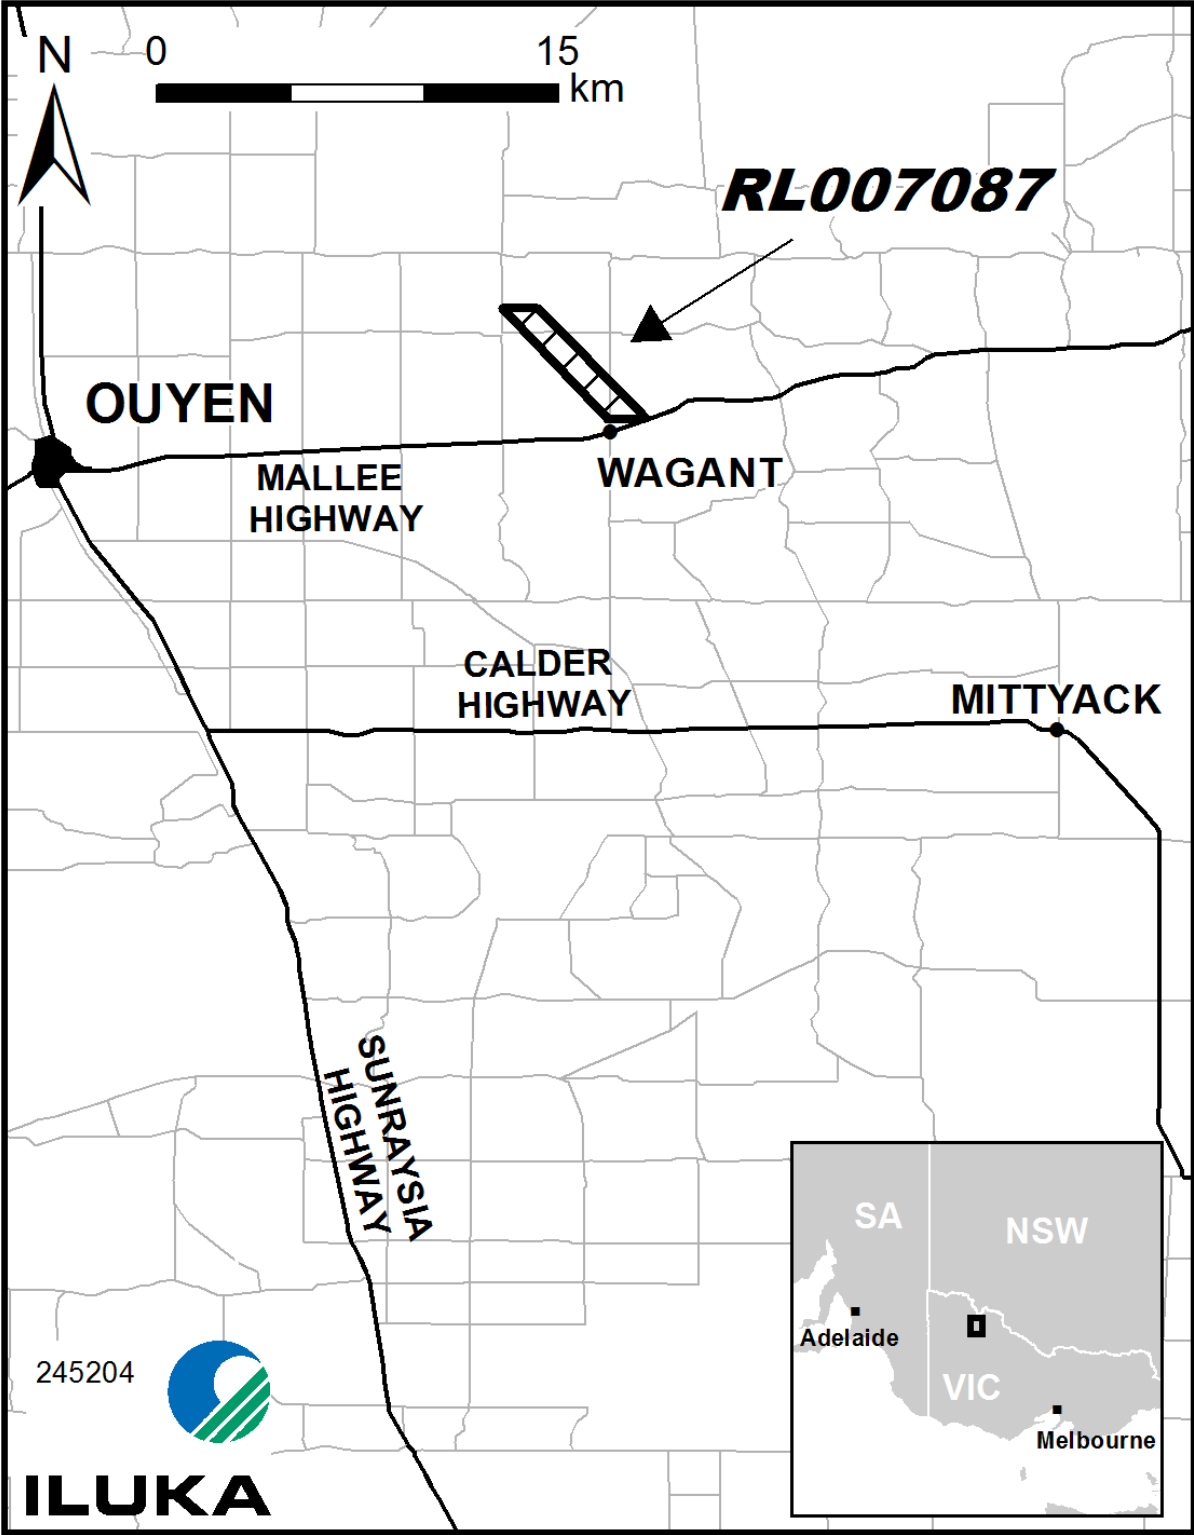 N
0 15
km
RL007087
OUYEN
MALLEE
HIGHWAY
WAGANT
CALDER
HIGHWAY
MITTYACK
SUNRAYSIA
HIGHWAY
SA
NSW
Adelaide
VIC
Melbourne
245204
ILUKA